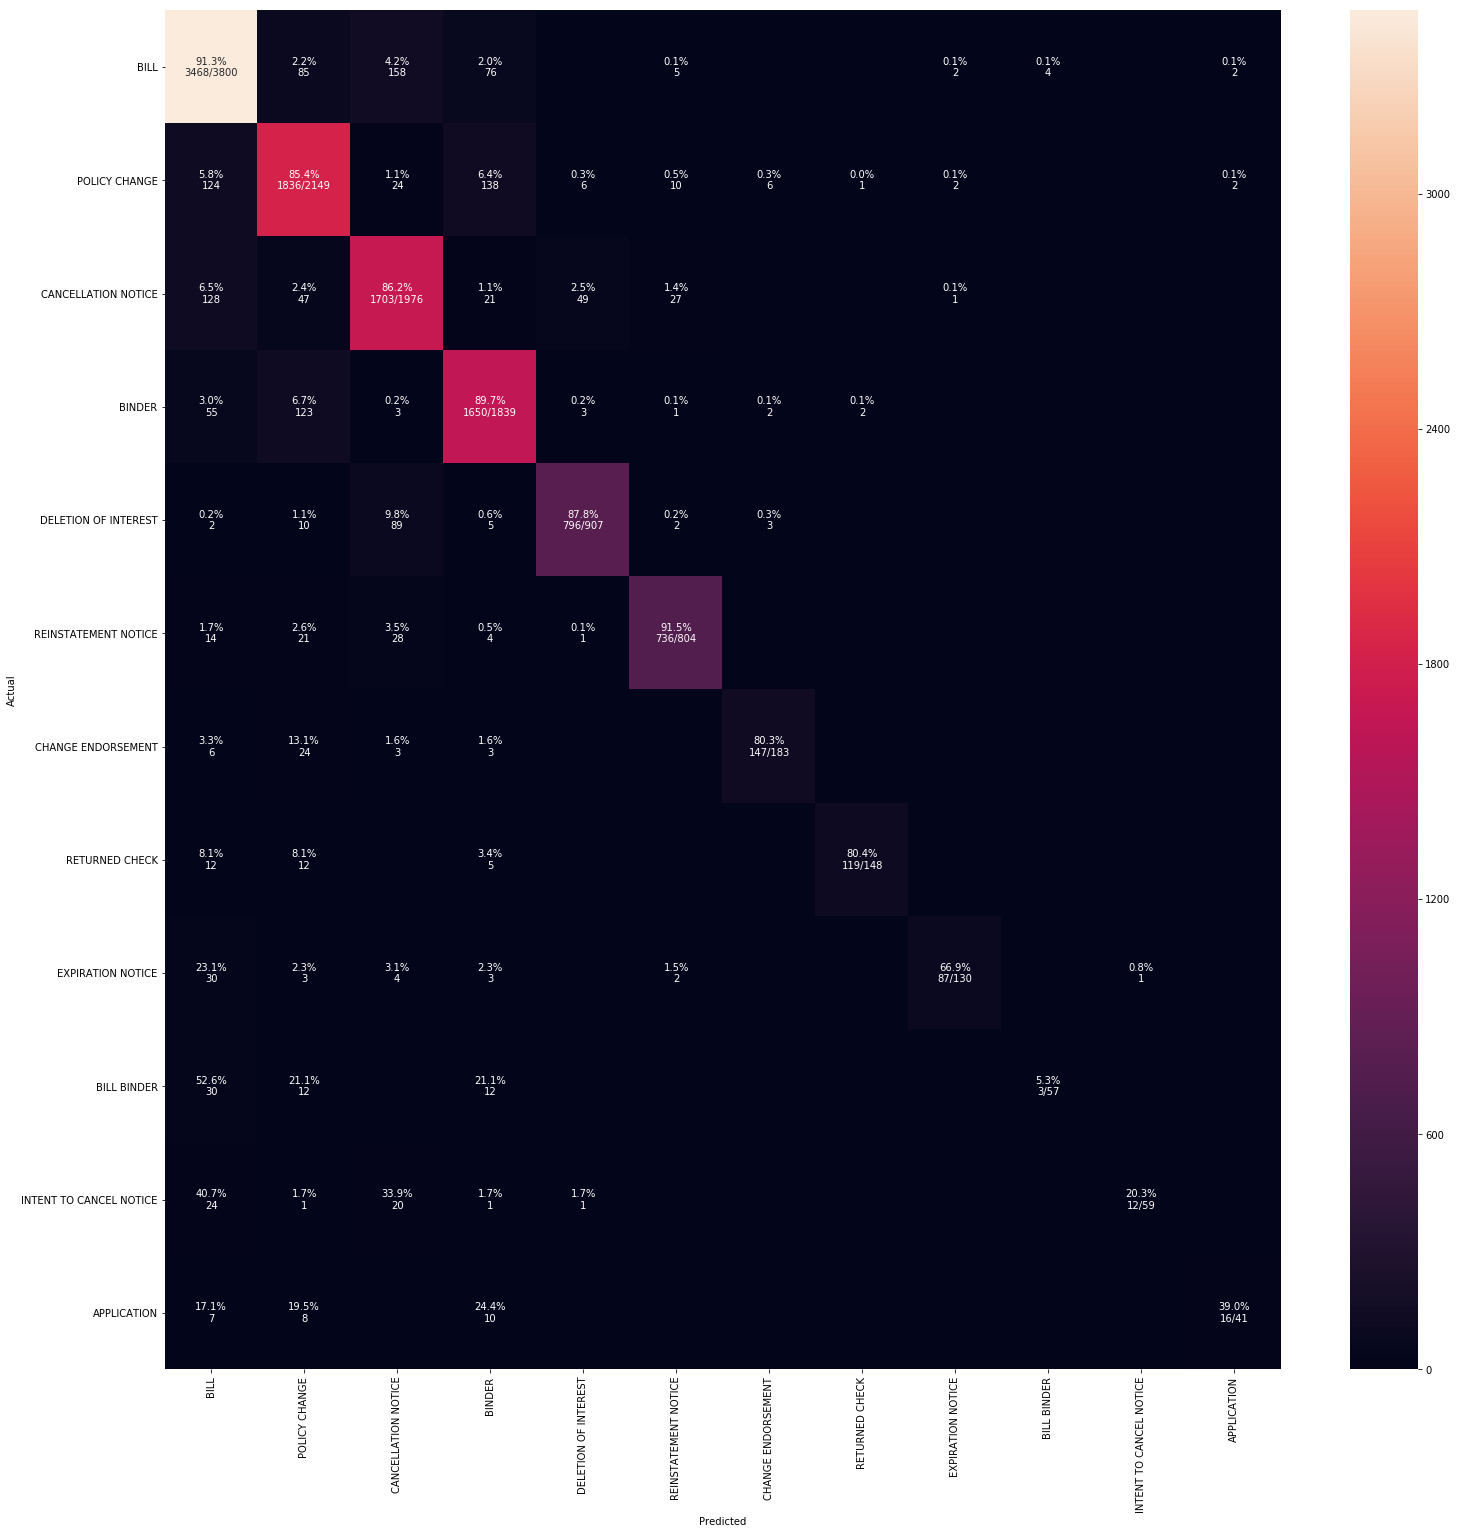 BILL
91.3% 2.2% 4.2% 2.0% 0.1% 0.1% 0.1% 0.1%
3468/3800 85 158 76 5 2 4 2
POLICY CHANGE
5.8% 85.4% 1.1% 6.4% 0.3% 0.5% 0.3% 0.0% 0.1% 0.1%
124 1836/2149 24 138 6 10 6 1 2 2
3000
CANCELLATION NOTICE
6.5% 2.4% 86.2% 1.1% 2.5% 1.4% 0.1%
128 47 1703/1976 21 49 27 1
BINDER
3.0% 6.7% 0.2% 89.7% 0.2% 0.1% 0.1% 0.1%
55 123 3 1650/1839 3 1 2 2
2400
DELETION OF INTEREST
0.2% 1.1% 9.8% 0.6% 87.8% 0.2% 0.3%
2 10 89 5 796/907 2 3
REINSTATEMENT NOTICE
1.7% 2.6% 3.5% 0.5% 0.1% 91.5%
14 21 28 4 1 736/804
1800
Actual
CHANGE ENDORSEMENT
3.3% 13.1% 1.6% 1.6% 80.3%
6 24 3 3 147/183
RETURNED CHECK
8.1% 8.1% 3.4% 80.4%
12 12 5 119/148
1200
EXPIRATION NOTICE
23.1% 2.3% 3.1% 2.3% 1.5% 66.9% 0.8%
30 3 4 3 2 87/130 1
BILL BINDER
52.6% 21.1% 21.1% 5.3%
30 12 12 3/57
600
INTENT TO CANCEL NOTICE
40.7% 1.7% 33.9% 1.7% 1.7% 20.3%
24 1 20 1 1 12/59
APPLICATION
17.1% 19.5% 24.4% 39.0%
7 8 10 16/41
0
BILL
POLICY CHANGE
CANCELLATION NOTICE
BINDER
DELETION OF INTEREST
REINSTATEMENT NOTICE
CHANGE ENDORSEMENT
RETURNED CHECK
EXPIRATION NOTICE
BILL BINDER
INTENT TO CANCEL NOTICE
APPLICATION
Predicted